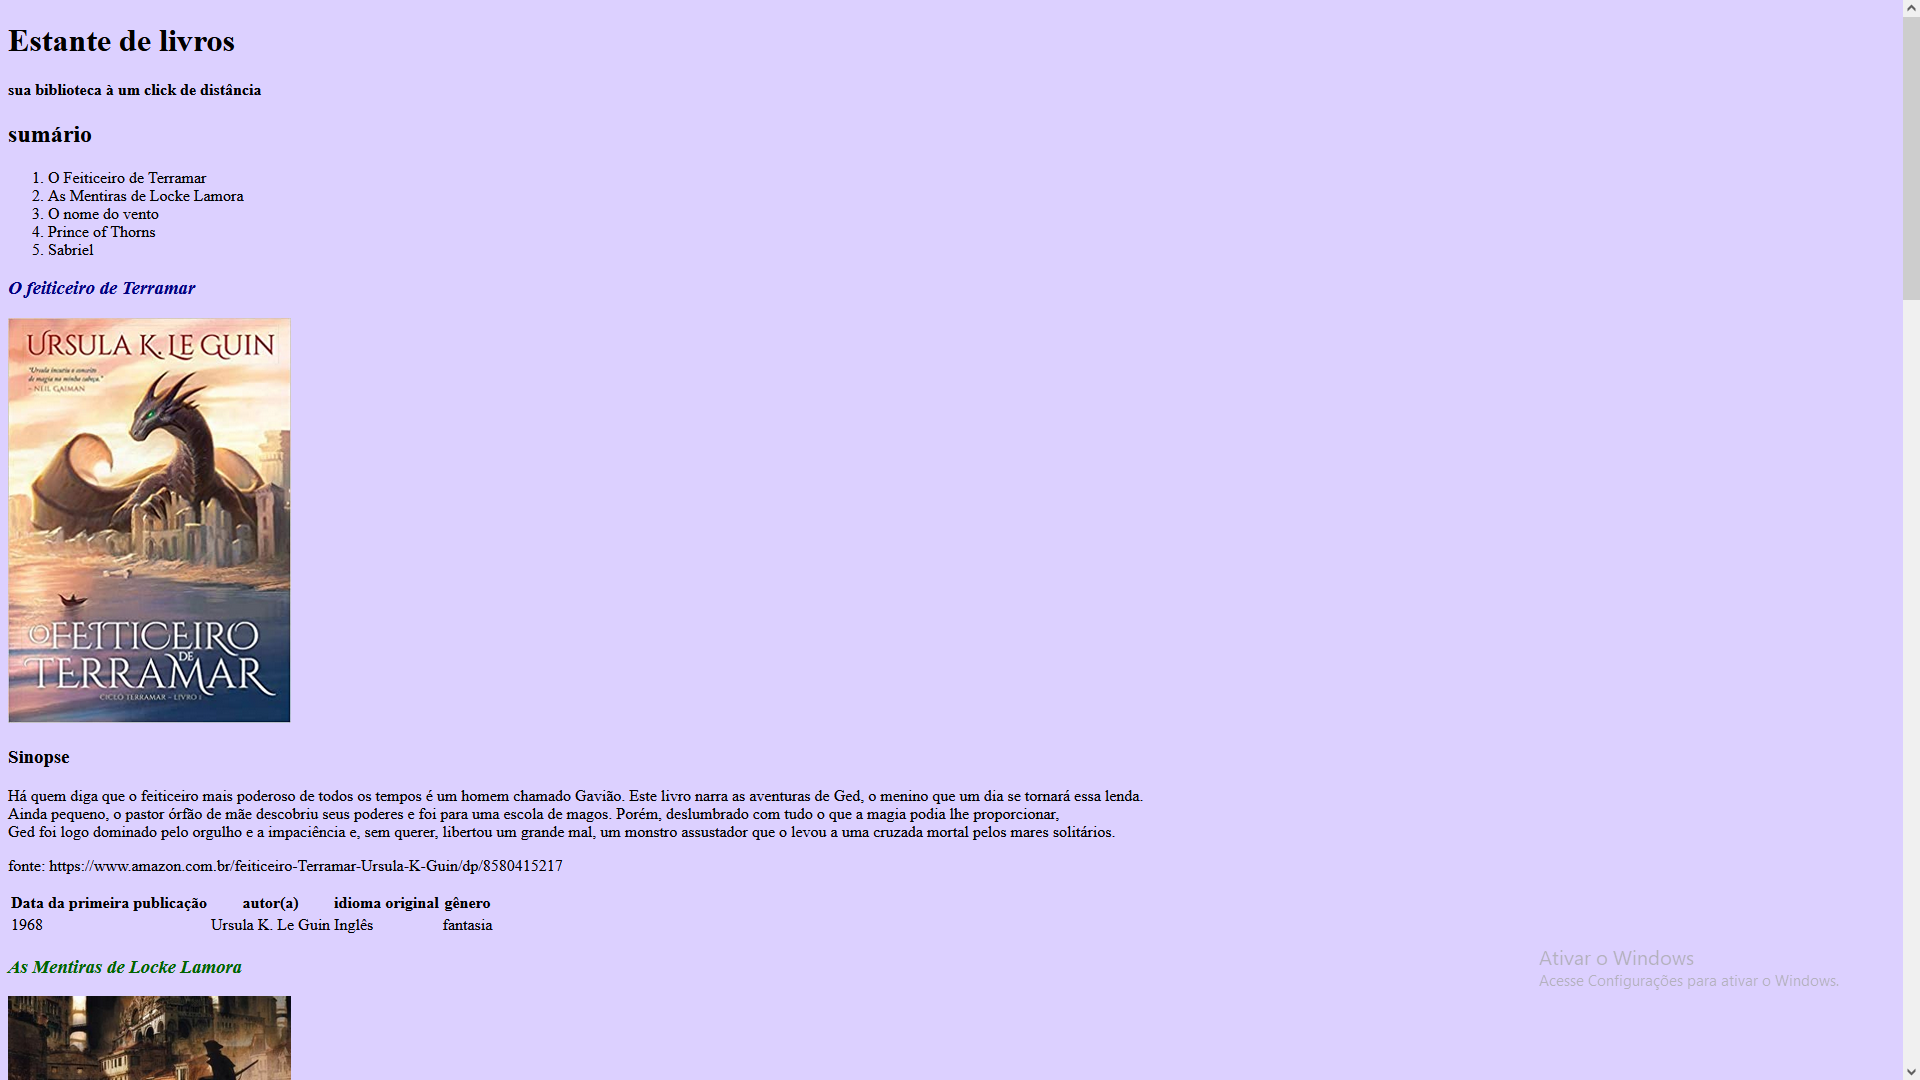 Estante de livros
sua biblioteca à um click de distância
sumário
1. O Feiticeiro de Terramar
2. As Mentiras de Locke Lamora
3. O nome do vento
4. Prince of Thorns
5. Sabriel
O feiticeiro de Terramar
URSULA K. LE GUIN
"Ursula incutiu o conceito
de magia na minha cabeça."
– NEIL GAIMAN
O FEITICEIRO
DE
TERRAMAR
CICLO TERRAMAR – LIVRO 1
Sinopse
Há quem diga que o feiticeiro mais poderoso de todos os tempos é um homem chamado Gavião. Este livro narra as aventuras de Ged, o menino que um dia se tornará essa lenda.
Ainda pequeno, o pastor órfão de mãe descobriu seus poderes e foi para uma escola de magos. Porém, deslumbrado com tudo o que a magia podia lhe proporcionar,
Ged foi logo dominado pelo orgulho e a impaciência e, sem querer, libertou um grande mal, um monstro assustador que o levou a uma cruzada mortal pelos mares solitários.
fonte: https://www.amazon.com.br/feiticeiro-Terramar-Ursula-K-Guin/dp/8580415217
Data da primeira publicação autor(a) idioma original gênero
1968 Ursula K. Le Guin Inglês fantasia
As Mentiras de Locke Lamora
Ativar o Windows
Acesse Configurações para ativar o Windows.